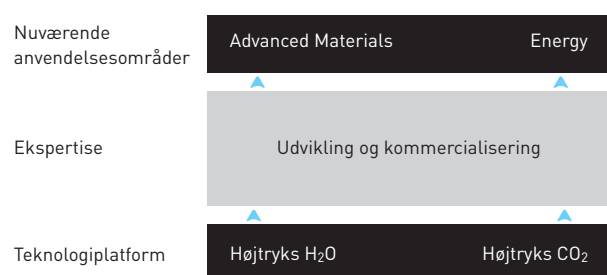 Nuværende
anvendelsesområder
Advanced Materials
Energy
Ekspertise
Udvikling og kommercialisering
Teknologiplatform
Højtryks H₂O
Højtryks CO₂